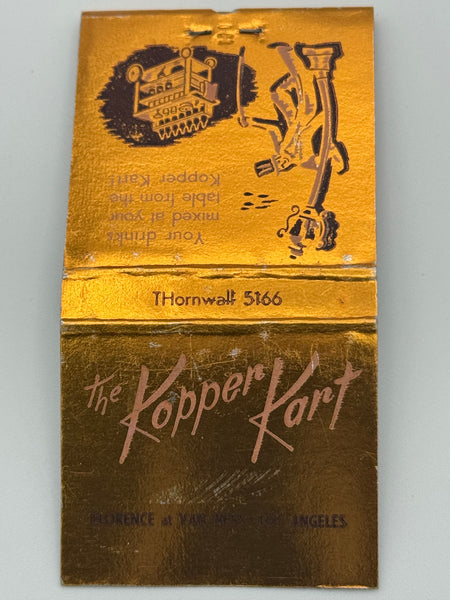 Your drinks
mixed at your
table from the
Kopper Kart!
THornwall 5166
the Kopper Kart
FLORENCE at VAN NESS, LOS ANGELES